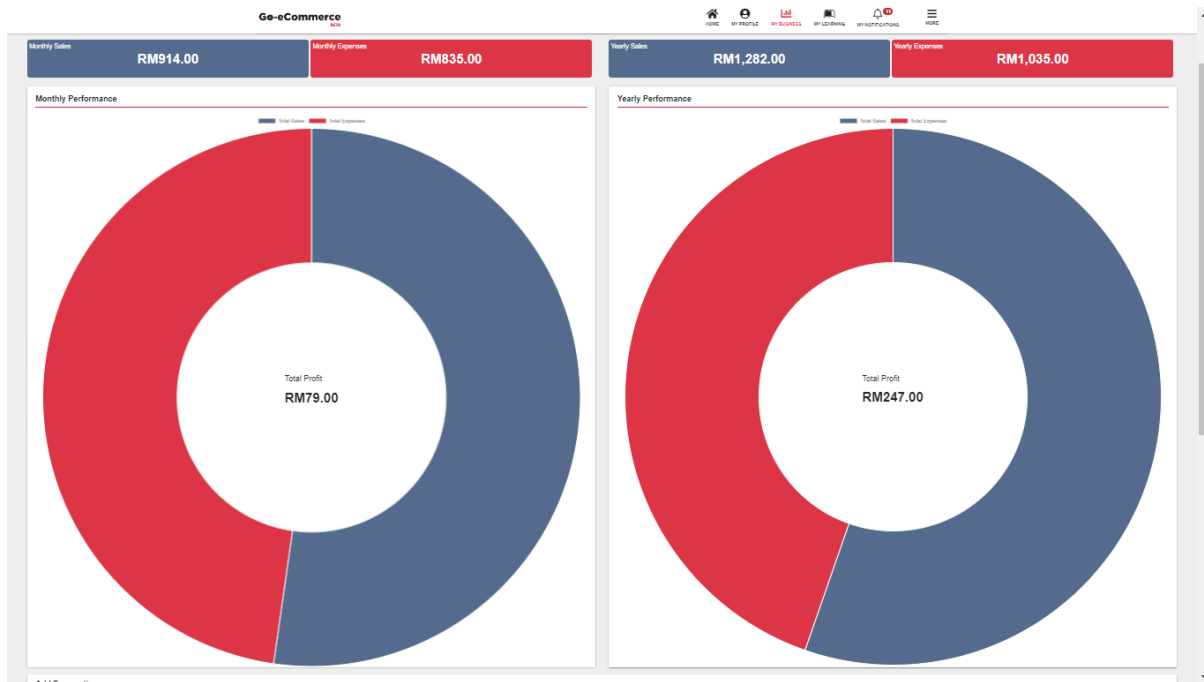 Go-eCommerce
BETA
HOME
MY PROFILE
MY BUSINESS
MY LEARNING
MY NOTIFICATIONS
MORE
Monthly Sales
RM914.00
Monthly Expenses
RM835.00
Yearly Sales
RM1,282.00
Yearly Expenses
RM1,035.00
Monthly Performance
Total Sales
Total Expenses
Total Profit
RM79.00
Yearly Performance
Total Sales
Total Expenses
Total Profit
RM247.00